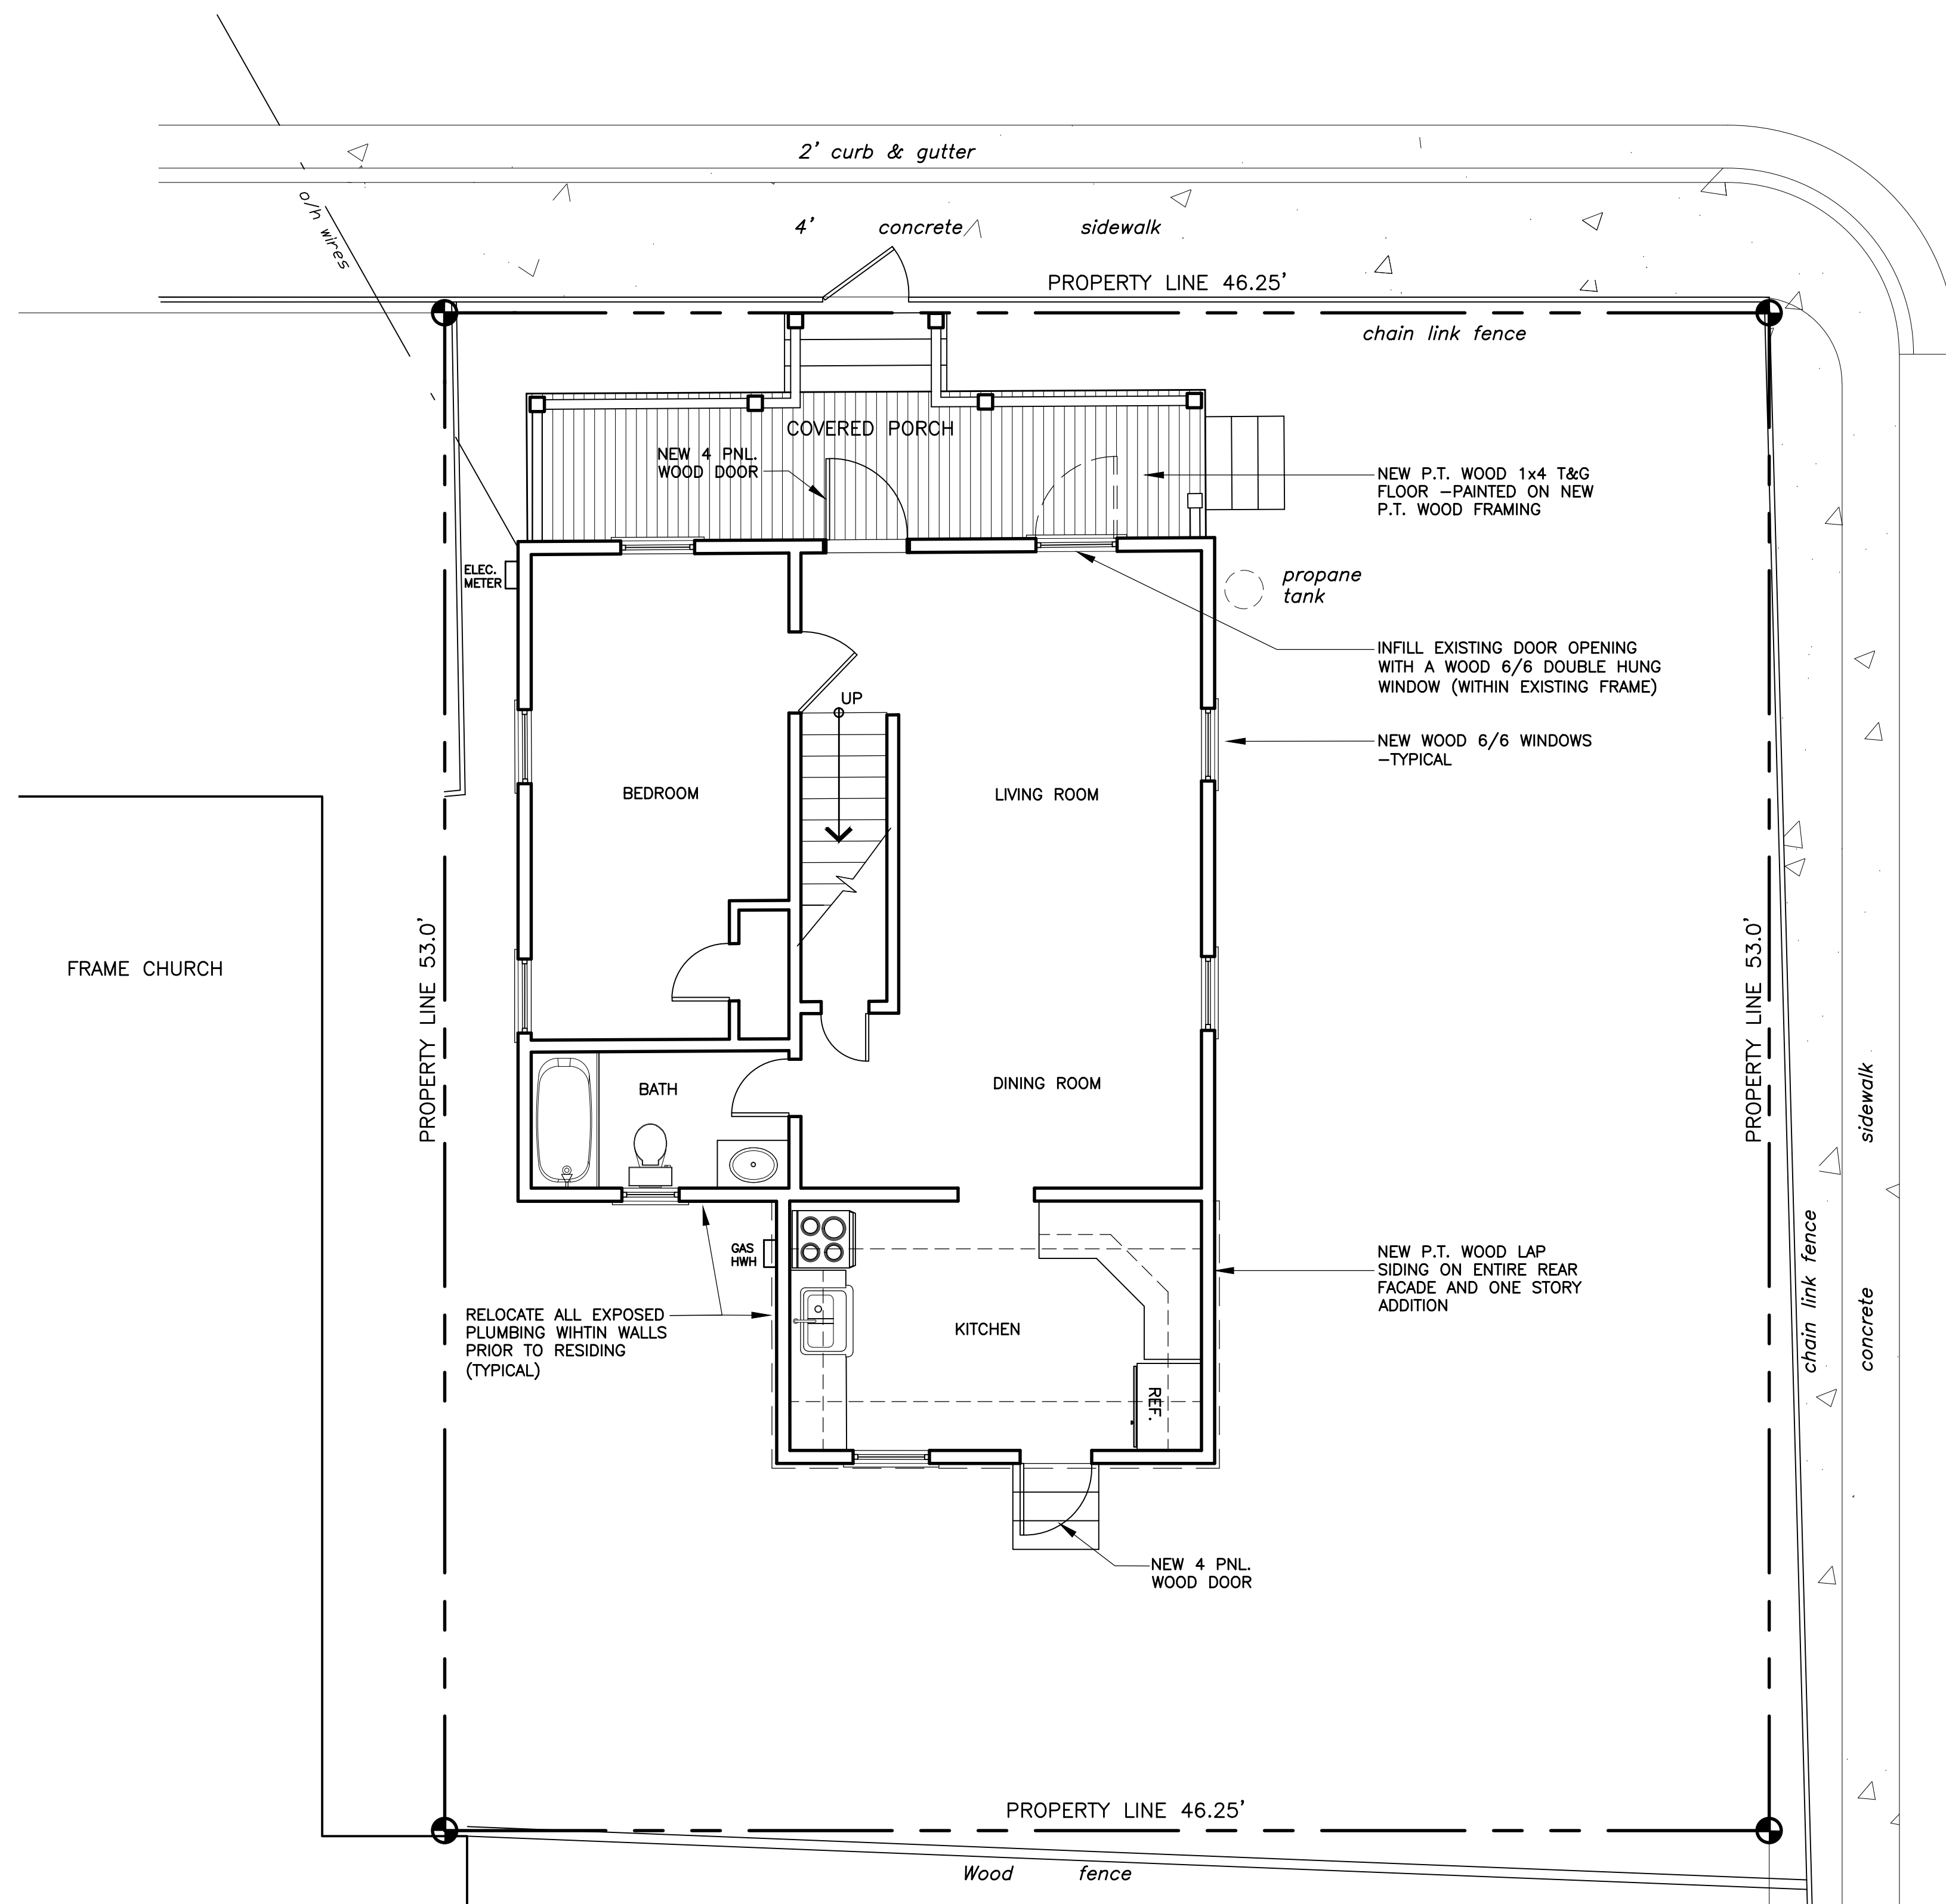 2' curb & gutter
o/h wires
4' concrete sidewalk
PROPERTY LINE 46.25'
chain link fence
COVERED PORCH
NEW 4 PNL.
WOOD DOOR
NEW P.T. WOOD 1x4 T&G
FLOOR -PAINTED ON NEW
P.T. WOOD FRAMING
ELEC.
METER
propane
tank
INFILL EXISTING DOOR OPENING
WITH A WOOD 6/6 DOUBLE HUNG
WINDOW (WITHIN EXISTING FRAME)
UP
NEW WOOD 6/6 WINDOWS
-TYPICAL
BEDROOM
LIVING ROOM
FRAME CHURCH
PROPERTY LINE 53.0'
PROPERTY LINE 53.0'
BATH
DINING ROOM
concrete sidewalk
chain link fence
GAS
HWH
NEW P.T. WOOD LAP
SIDING ON ENTIRE REAR
FACADE AND ONE STORY
ADDITION
RELOCATE ALL EXPOSED
PLUMBING WIHTIN WALLS
PRIOR TO RESIDING
(TYPICAL)
KITCHEN
REF.
NEW 4 PNL.
WOOD DOOR
PROPERTY LINE 46.25'
Wood fence